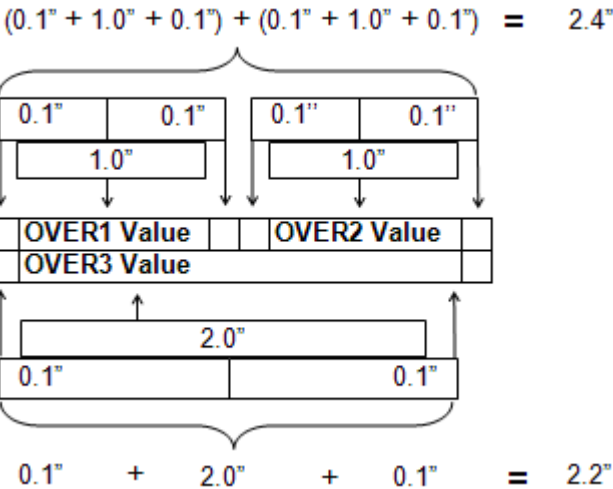 (0.1" + 1.0" + 0.1") + (0.1" + 1.0" + 0.1") = 2.4"
0.1" 0.1" 0.1'' 0.1''
1.0" 1.0"
OVER1 Value OVER2 Value
OVER3 Value
2.0"
0.1" 0.1"
0.1" + 2.0" + 0.1" = 2.2"